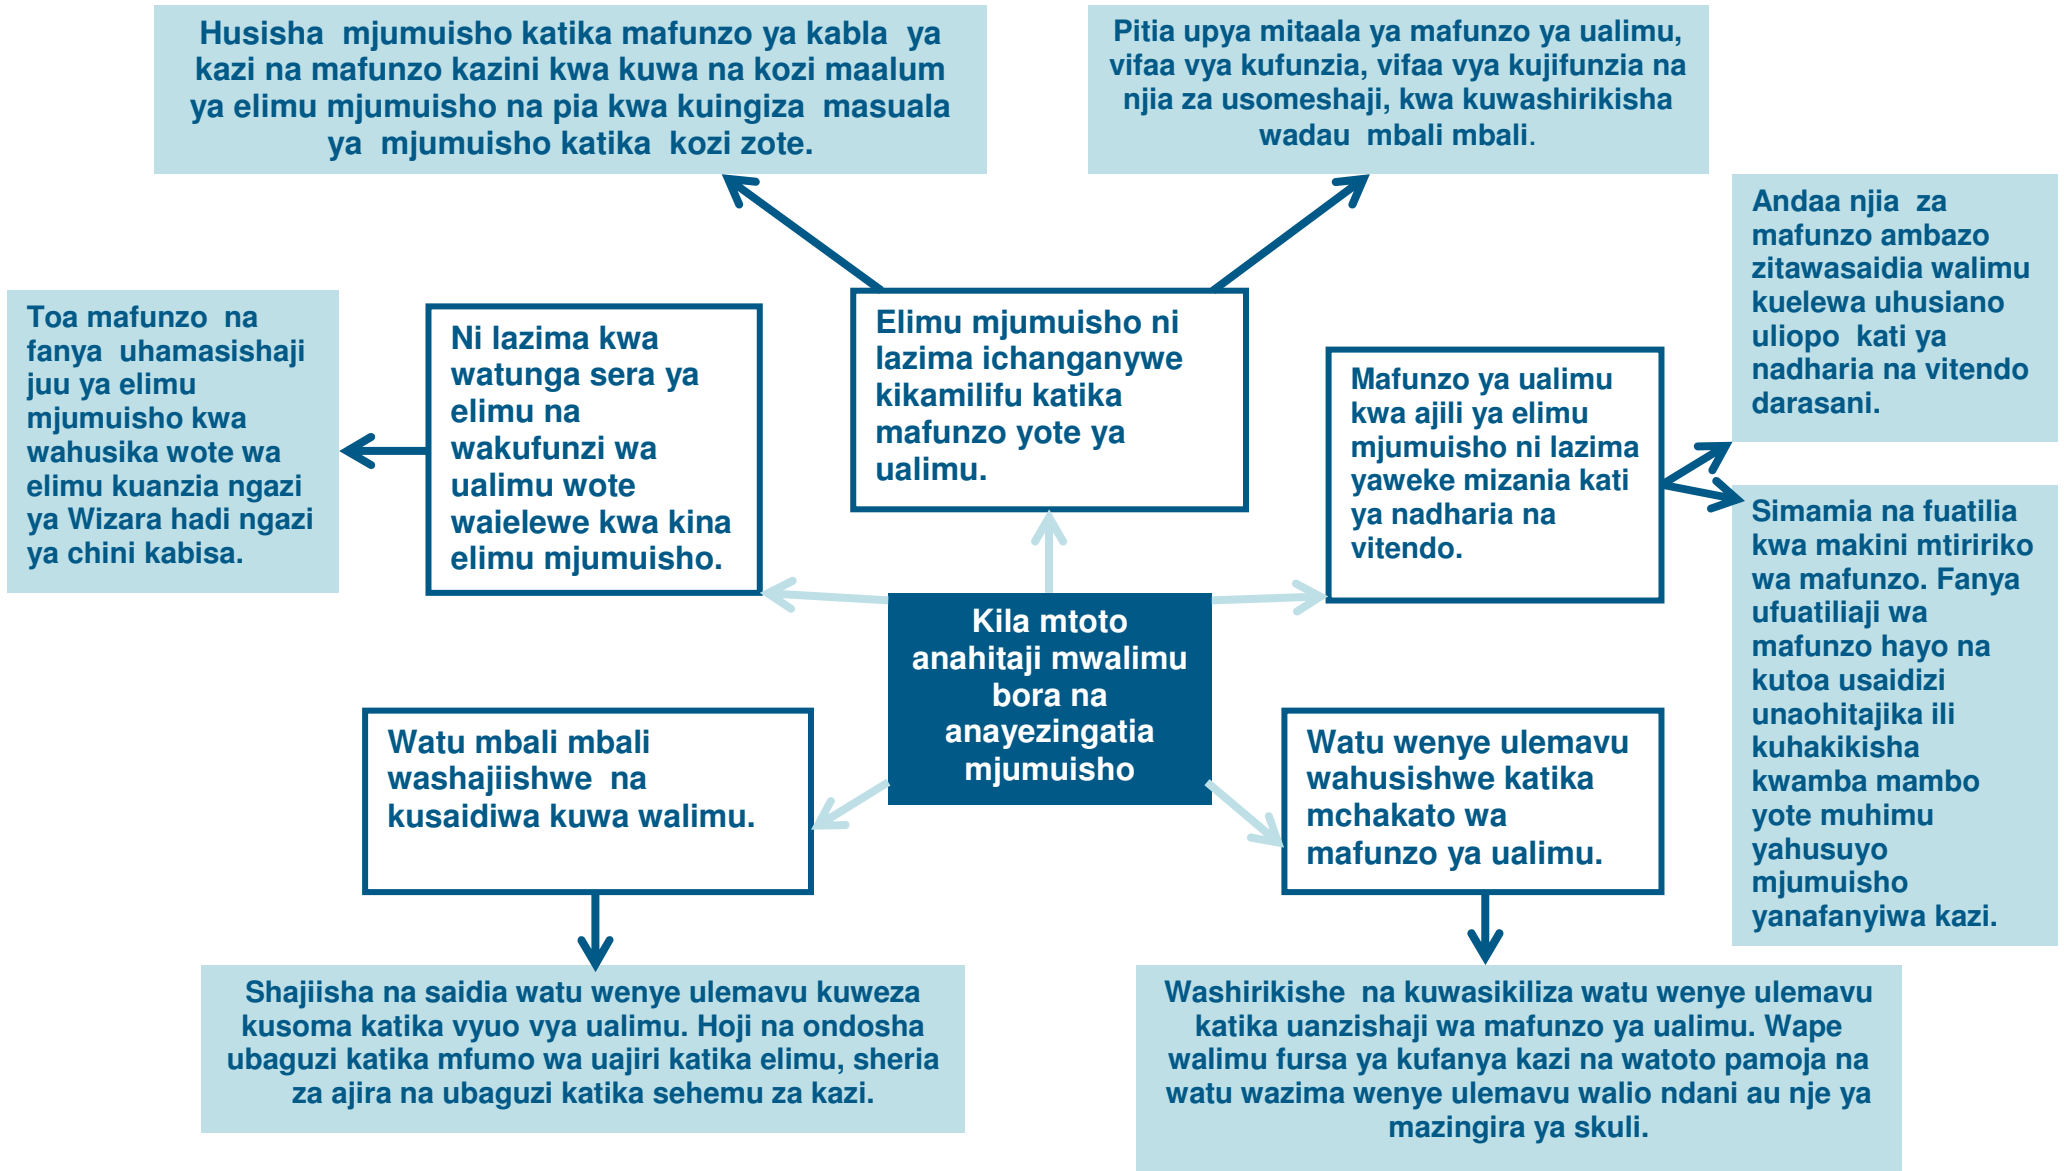 Husisha mjumuisho katika mafunzo ya kabla ya
kazi na mafunzo kazini kwa kuwa na kozi maalum
ya elimu mjumuisho na pia kwa kuingiza masuala
ya mjumuisho katika kozi zote.
Pitia upya mitaala ya mafunzo ya ualimu,
vifaa vya kufunzia, vifaa vya kujifunzia na
njia za usomeshaji, kwa kuwashirikisha
wadau mbali mbali.
Toa mafunzo na
fanya uhamasishaji
juu ya elimu
mjumuisho kwa
wahusika wote wa
elimu kuanzia ngazi
ya Wizara hadi ngazi
ya chini kabisa.
Ni lazima kwa
watunga sera ya
elimu na
wakufunzi wa
ualimu wote
waielewe kwa kina
elimu mjumuisho.
Elimu mjumuisho ni
lazima ichanganywe
kikamilifu katika
mafunzo yote ya
ualimu.
Mafunzo ya ualimu
kwa ajili ya elimu
mjumuisho ni lazima
yaweke mizania kati
ya nadharia na
vitendo.
Andaa njia za
mafunzo ambazo
zitawasaidia walimu
kuelewa uhusiano
uliopo kati ya
nadharia na vitendo
darasani.
Simamia na fuatilia
kwa makini mtiririko
wa mafunzo. Fanya
ufuatiliaji wa
mafunzo hayo na
kutoa usaidizi
unaohitajika ili
kuhakikisha
kwamba mambo
yote muhimu
yahusuyo
mjumuisho
yanafanyiwa kazi.
Kila mtoto
anahitaji mwalimu
bora na
anayezingatia
mjumuisho
Watu mbali mbali
washajiishwe na
kusaidiwa kuwa walimu.
Watu wenye ulemavu
wahusishwe katika
mchakato wa
mafunzo ya ualimu.
Shajiisha na saidia watu wenye ulemavu kuweza
kusoma katika vyuo vya ualimu. Hoji na ondosha
ubaguzi katika mfumo wa uajiri katika elimu, sheria
za ajira na ubaguzi katika sehemu za kazi.
Washirikishe na kuwasikiliza watu wenye ulemavu
katika uanzishaji wa mafunzo ya ualimu. Wape
walimu fursa ya kufanya kazi na watoto pamoja na
watu wazima wenye ulemavu walio ndani au nje ya
mazingira ya skuli.